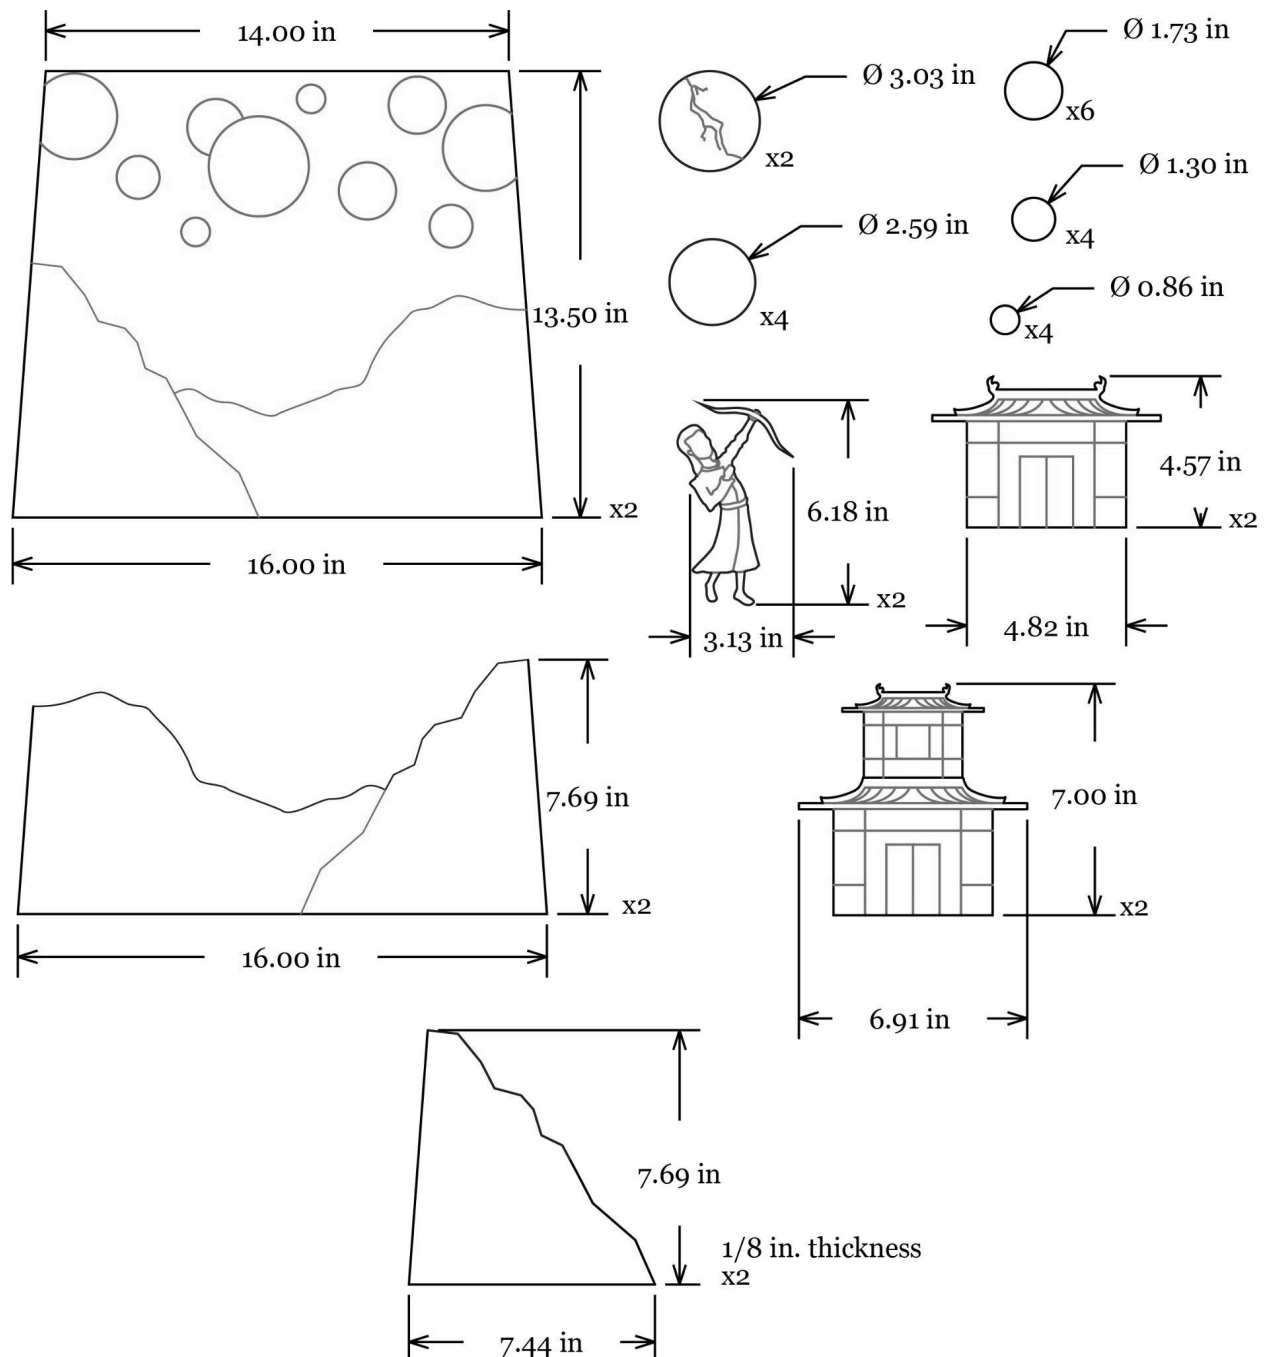 14.00 in
Ø 1.73 in
x6
Ø 3.03 in
x2
Ø 1.30 in
x4
Ø 2.59 in
x4
Ø 0.86 in
x4
13.50 in
x2
16.00 in
6.18 in
x2
3.13 in
4.57 in
x2
4.82 in
7.69 in
x2
16.00 in
7.00 in
x2
6.91 in
7.69 in
1/8 in. thickness
x2
7.44 in